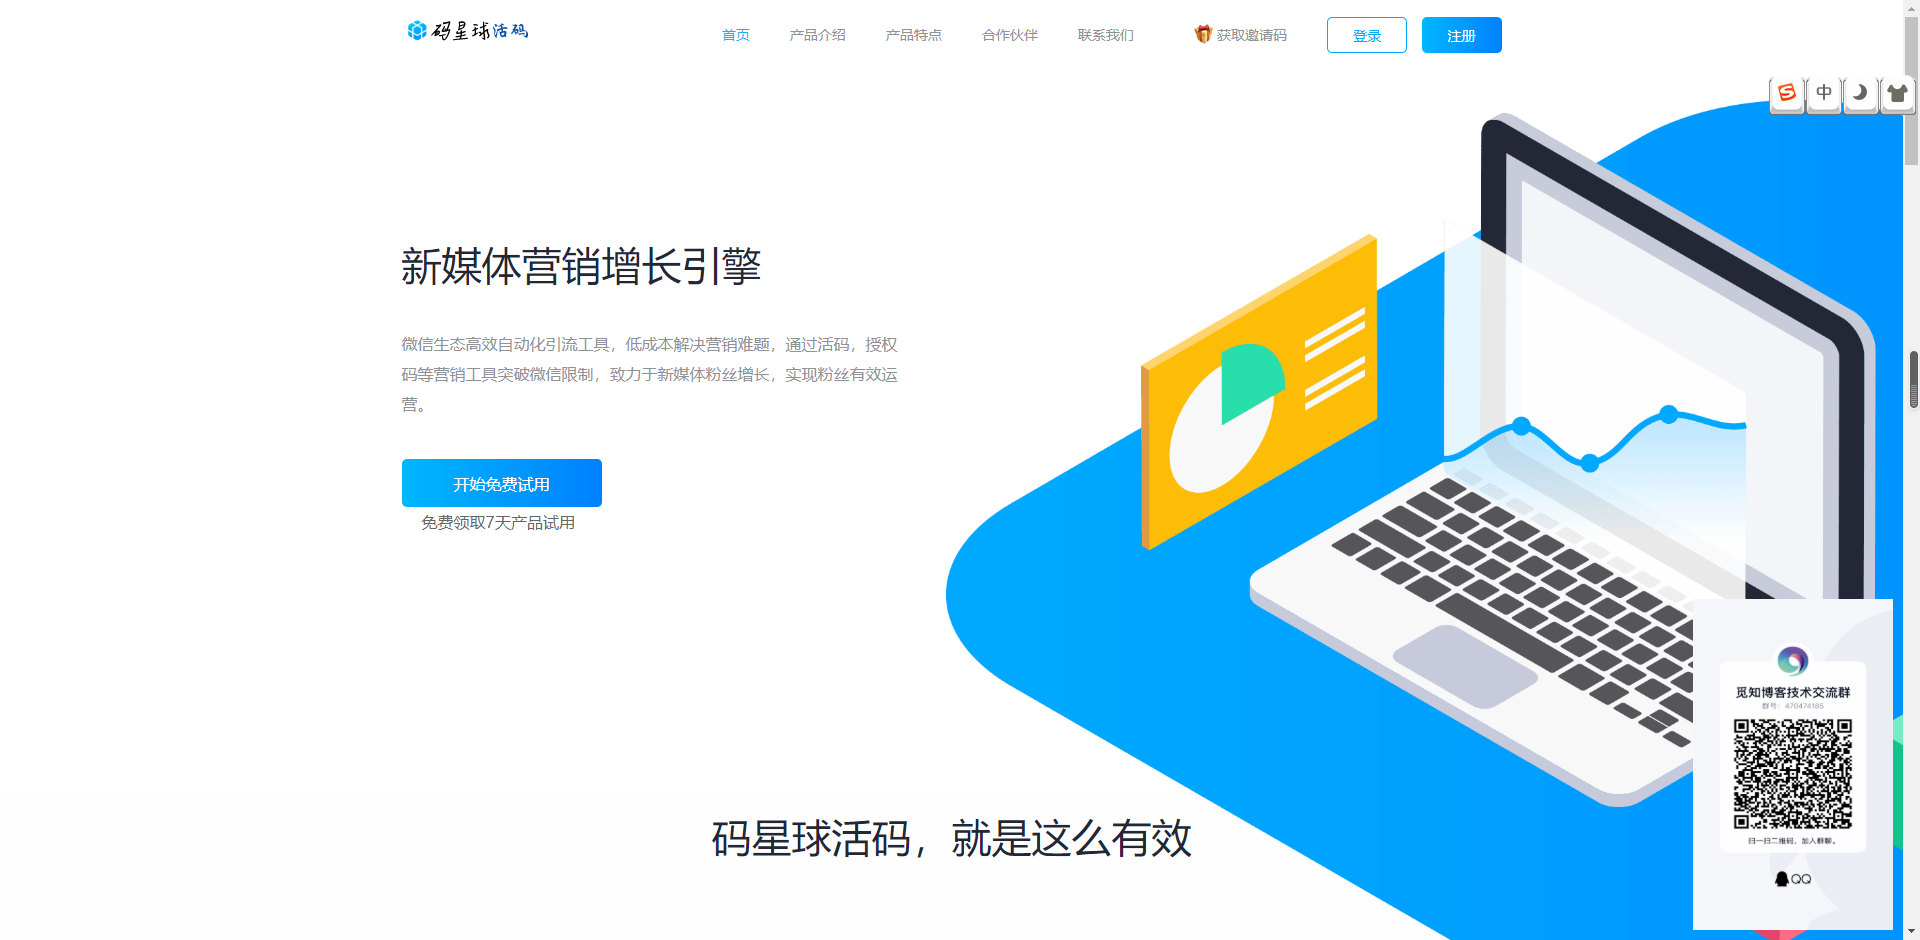 码星球活码
首页
产品介绍
产品特点
合作伙伴
联系我们
获取邀请码
登录
注册
中
新媒体营销增长引擎
微信生态高效自动化引流工具，低成本解决营销难题，通过活码，授权
码等营销工具突破微信限制，致力于新媒体粉丝增长，实现粉丝有效运
营。
开始免费试用
免费领取7天产品试用
觅知博客技术交流群
群号：470474185
扫一扫二维码，加入群聊。
QQ
码星球活码，就是这么有效